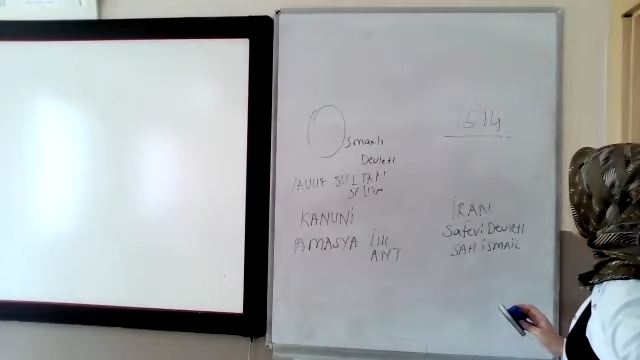 1514
Osmanlı
Devleti
YAVUZ SULTAN
SELİM
KANUNİ
İRAN
Safevi Devleti
ŞAH İSMAİL
AMASYA İLK
ANT